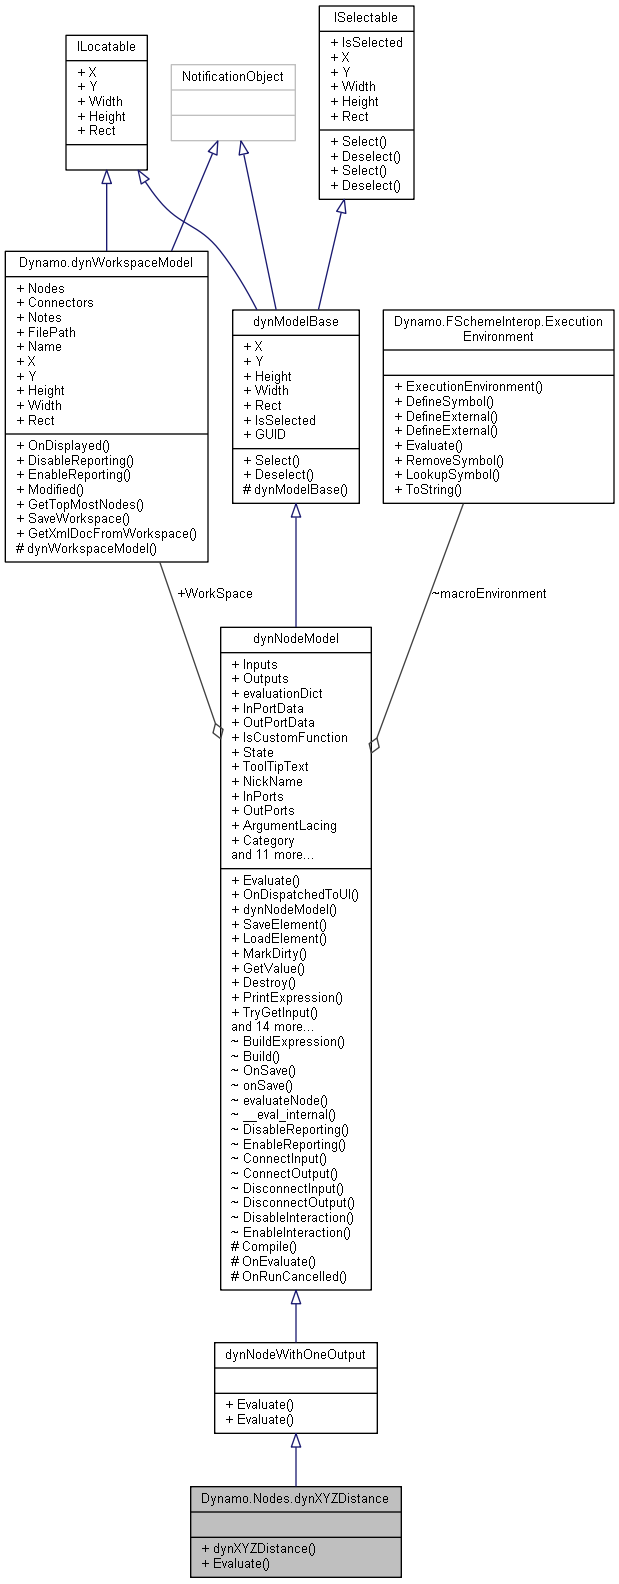 ISelectable
+ IsSelected
+ X
+ Y
+ Width
+ Height
+ Rect
+ Select()
+ Deselect()
+ Select()
+ Deselect()
ILocatable
+ X
+ Y
+ Width
+ Height
+ Rect
NotificationObject
Dynamo.dynWorkspaceModel
+ Nodes
+ Connectors
+ Notes
+ FilePath
+ Name
+ X
+ Y
+ Height
+ Width
+ Rect
+ OnDisplayed()
+ DisableReporting()
+ EnableReporting()
+ Modified()
+ GetTopMostNodes()
+ SaveWorkspace()
+ GetXmlDocFromWorkspace()
# dynWorkspaceModel()
dynModelBase
+ X
+ Y
+ Height
+ Width
+ Rect
+ IsSelected
+ GUID
+ Select()
+ Deselect()
# dynModelBase()
Dynamo.FSchemeInterop.Execution
Environment
+ ExecutionEnvironment()
+ DefineSymbol()
+ DefineExternal()
+ DefineExternal()
+ Evaluate()
+ RemoveSymbol()
+ LookupSymbol()
+ ToString()
+WorkSpace
~macroEnvironment
dynNodeModel
+ Inputs
+ Outputs
+ evaluationDict
+ InPortData
+ OutPortData
+ IsCustomFunction
+ State
+ ToolTipText
+ NickName
+ InPorts
+ OutPorts
+ ArgumentLacing
+ Category
and 11 more...
+ Evaluate()
+ OnDispatchedToUI()
+ dynNodeModel()
+ SaveElement()
+ LoadElement()
+ MarkDirty()
+ GetValue()
+ Destroy()
+ PrintExpression()
+ TryGetInput()
and 14 more...
~ BuildExpression()
~ Build()
~ OnSave()
~ onSave()
~ evaluateNode()
~ __eval_internal()
~ DisableReporting()
~ EnableReporting()
~ ConnectInput()
~ ConnectOutput()
~ DisconnectInput()
~ DisconnectOutput()
~ DisableInteraction()
~ EnableInteraction()
# Compile()
# OnEvaluate()
# OnRunCancelled()
dynNodeWithOneOutput
+ Evaluate()
+ Evaluate()
Dynamo.Nodes.dynXYZDistance
+ dynXYZDistance()
+ Evaluate()